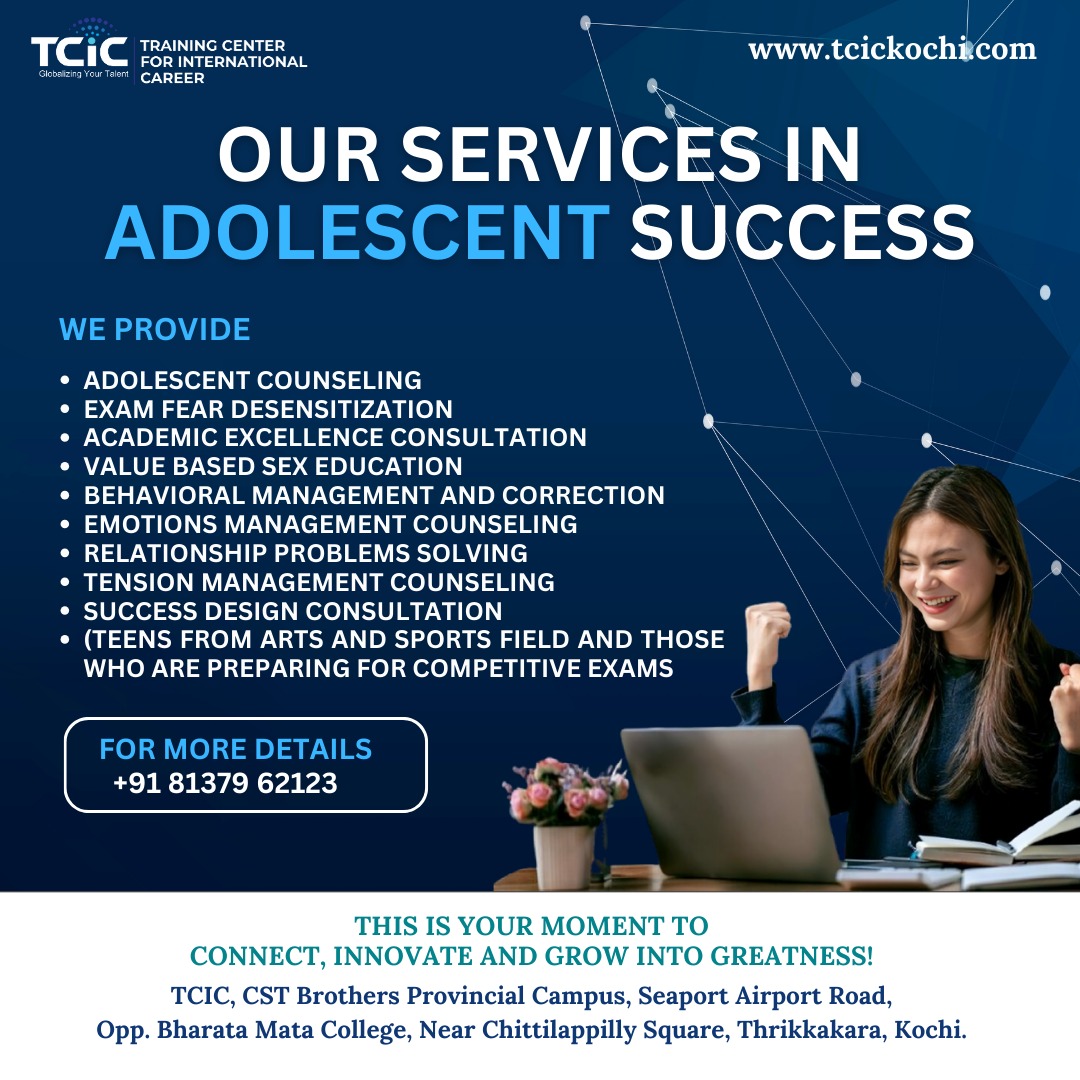 TCiC
Globalizing Your Talent
TRAINING CENTER
FOR INTERNATIONAL
CAREER
www.tcickochi.com
OUR SERVICES IN
ADOLESCENT SUCCESS
WE PROVIDE
• ADOLESCENT COUNSELING
• EXAM FEAR DESENSITIZATION
• ACADEMIC EXCELLENCE CONSULTATION
• VALUE BASED SEX EDUCATION
• BEHAVIORAL MANAGEMENT AND CORRECTION
• EMOTIONS MANAGEMENT COUNSELING
• RELATIONSHIP PROBLEMS SOLVING
• TENSION MANAGEMENT COUNSELING
• SUCCESS DESIGN CONSULTATION
• (TEENS FROM ARTS AND SPORTS FIELD AND THOSE
WHO ARE PREPARING FOR COMPETITIVE EXAMS
FOR MORE DETAILS
+91 81379 62123
THIS IS YOUR MOMENT TO
CONNECT, INNOVATE AND GROW INTO GREATNESS!
TCIC, CST Brothers Provincial Campus, Seaport Airport Road,
Opp. Bharata Mata College, Near Chittilappilly Square, Thrikkakara, Kochi.